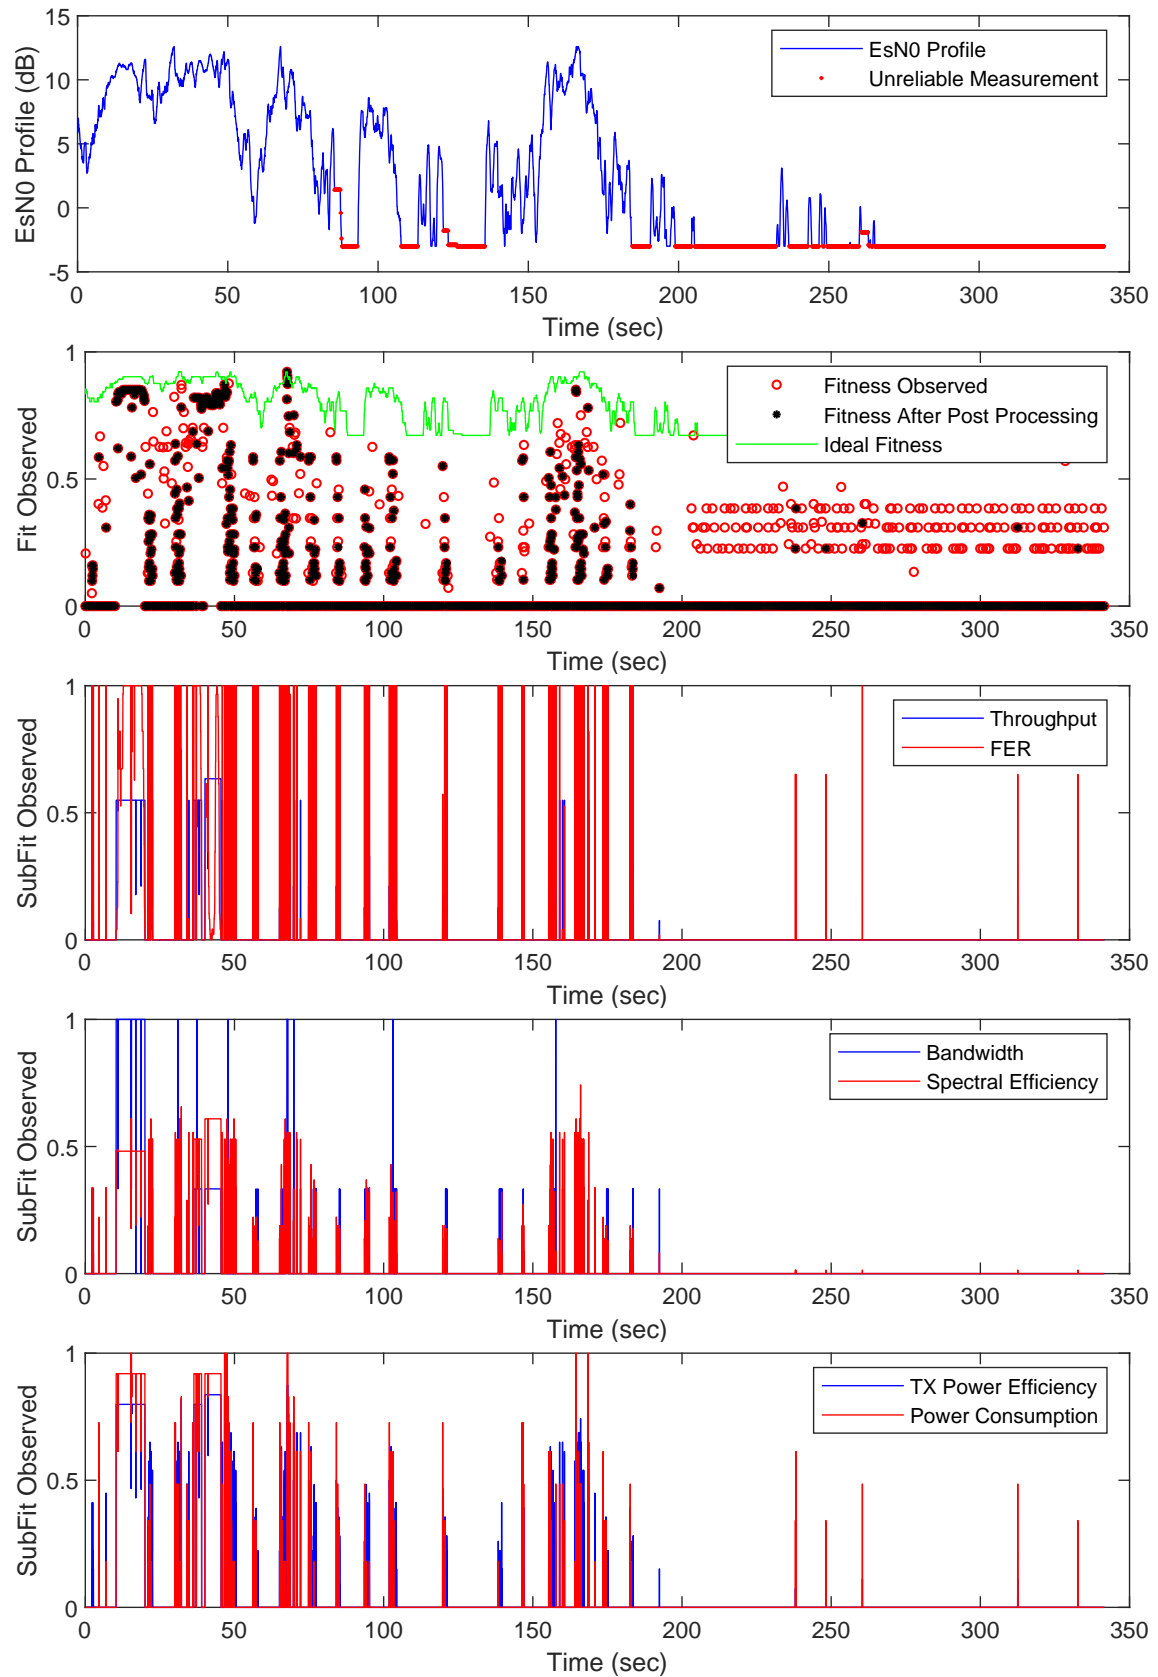 15
10
5
0
-5
EsN0 Profile (dB)
EsN0 Profile
Unreliable Measurement
0 50 100 150 200 250 300 350
Time (sec)
1
0.5
0
Fit Observed
Fitness Observed
Fitness After Post Processing
Ideal Fitness
0 50 100 150 200 250 300 350
Time (sec)
1
0.5
0
SubFit Observed
Throughput
FER
0 50 100 150 200 250 300 350
Time (sec)
1
0.5
0
SubFit Observed
Bandwidth
Spectral Efficiency
0 50 100 150 200 250 300 350
Time (sec)
1
0.5
0
SubFit Observed
TX Power Efficiency
Power Consumption
0 50 100 150 200 250 300 350
Time (sec)